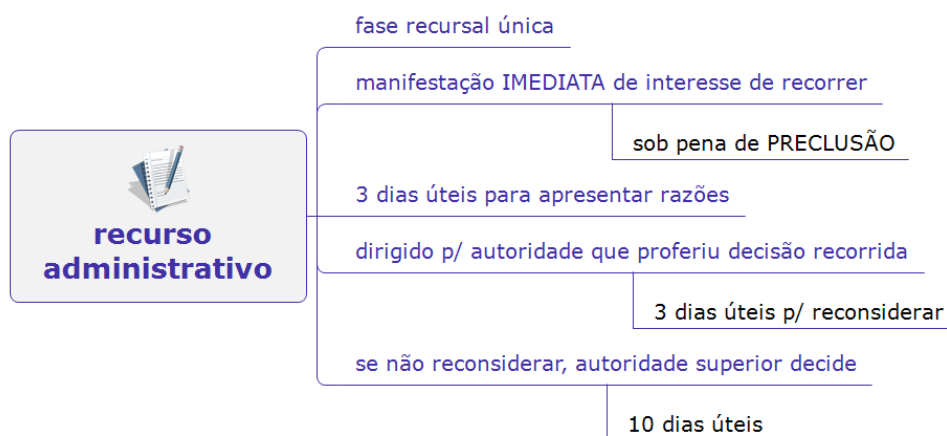 fase recursal única
manifestação IMEDIATA de interesse de recorrer
sob pena de PRECLUSÃO
recurso
administrativo
3 dias úteis para apresentar razões
dirigido p/ autoridade que proferiu decisão recorrida
3 dias úteis p/ reconsiderar
se não reconsiderar, autoridade superior decide
10 dias úteis